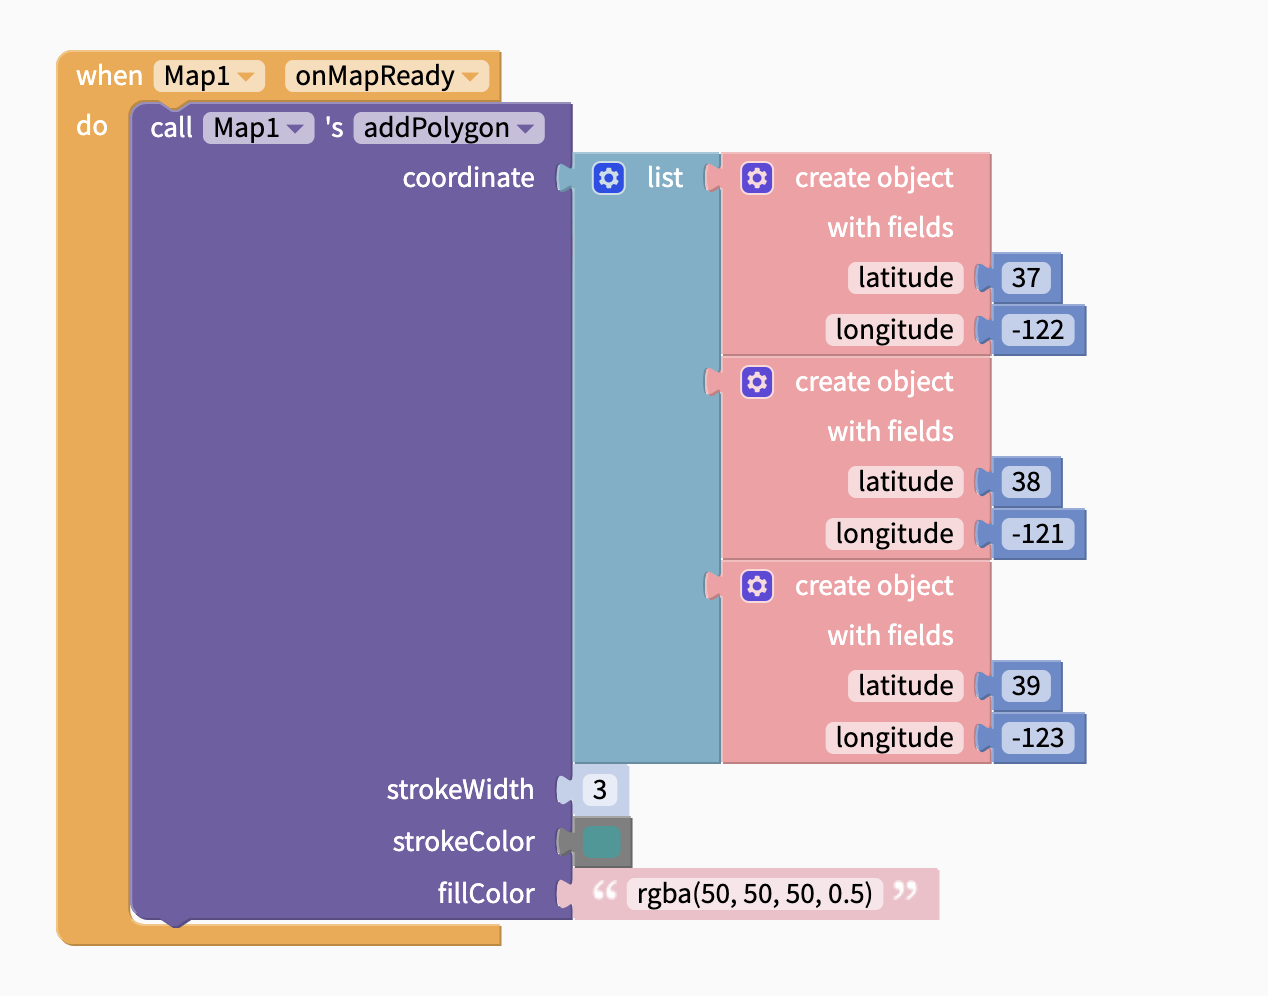 when Map1 onMapReady
do call Map1 's addPolygon
coordinate list create object
with fields
latitude 37
longitude -122
create object
with fields
latitude 38
longitude -121
create object
with fields
latitude 39
longitude -123
strokeWidth 3
strokeColor
fillColor “ rgba(50, 50, 50, 0.5) ”